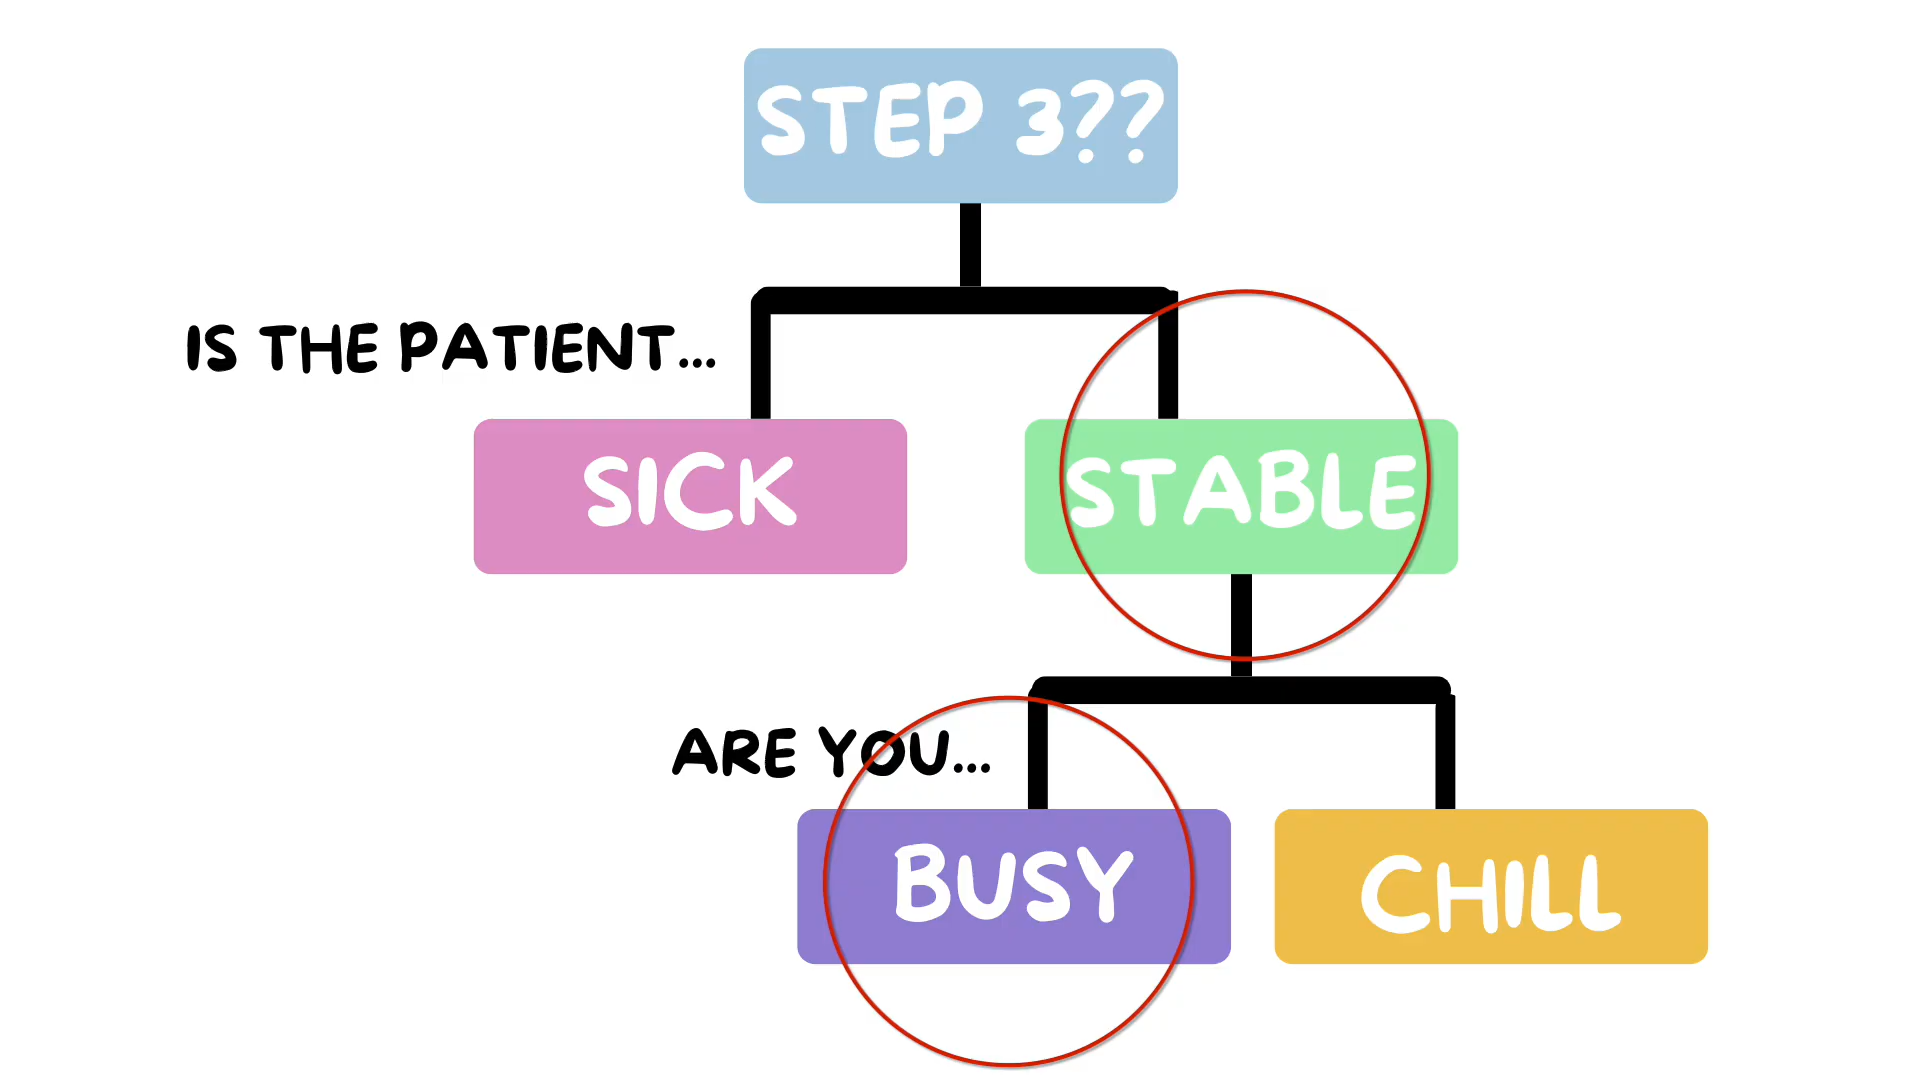 STEP 3??
IS THE PATIENT...
SICK
STABLE
ARE YOU...
BUSY
CHILL